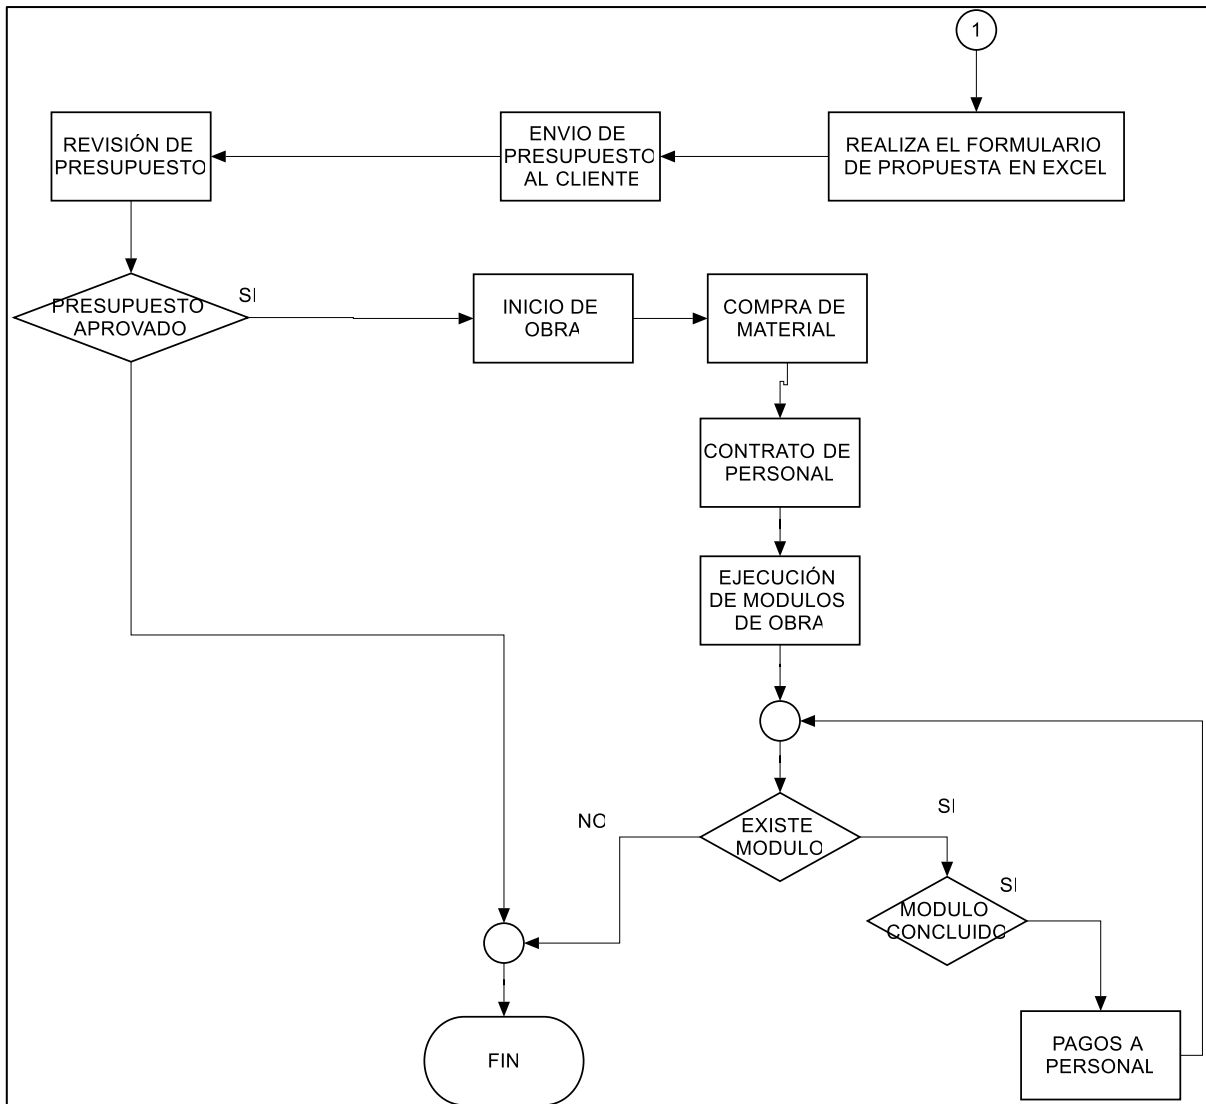 1
REVISIÓN DE
PRESUPUESTO
ENVIO DE
PRESUPUESTO
AL CLIENTE
REALIZA EL FORMULARIO
DE PROPUESTA EN EXCEL
PRESUPUESTO
APROVADO
SI
INICIO DE
OBRA
COMPRA DE
MATERIAL
CONTRATO DE
PERSONAL
EJECUCIÓN
DE MODULOS
DE OBRA
NO
EXISTE
MODULO
SI
MODULO
CONCLUIDO
SI
PAGOS A
PERSONAL
FIN